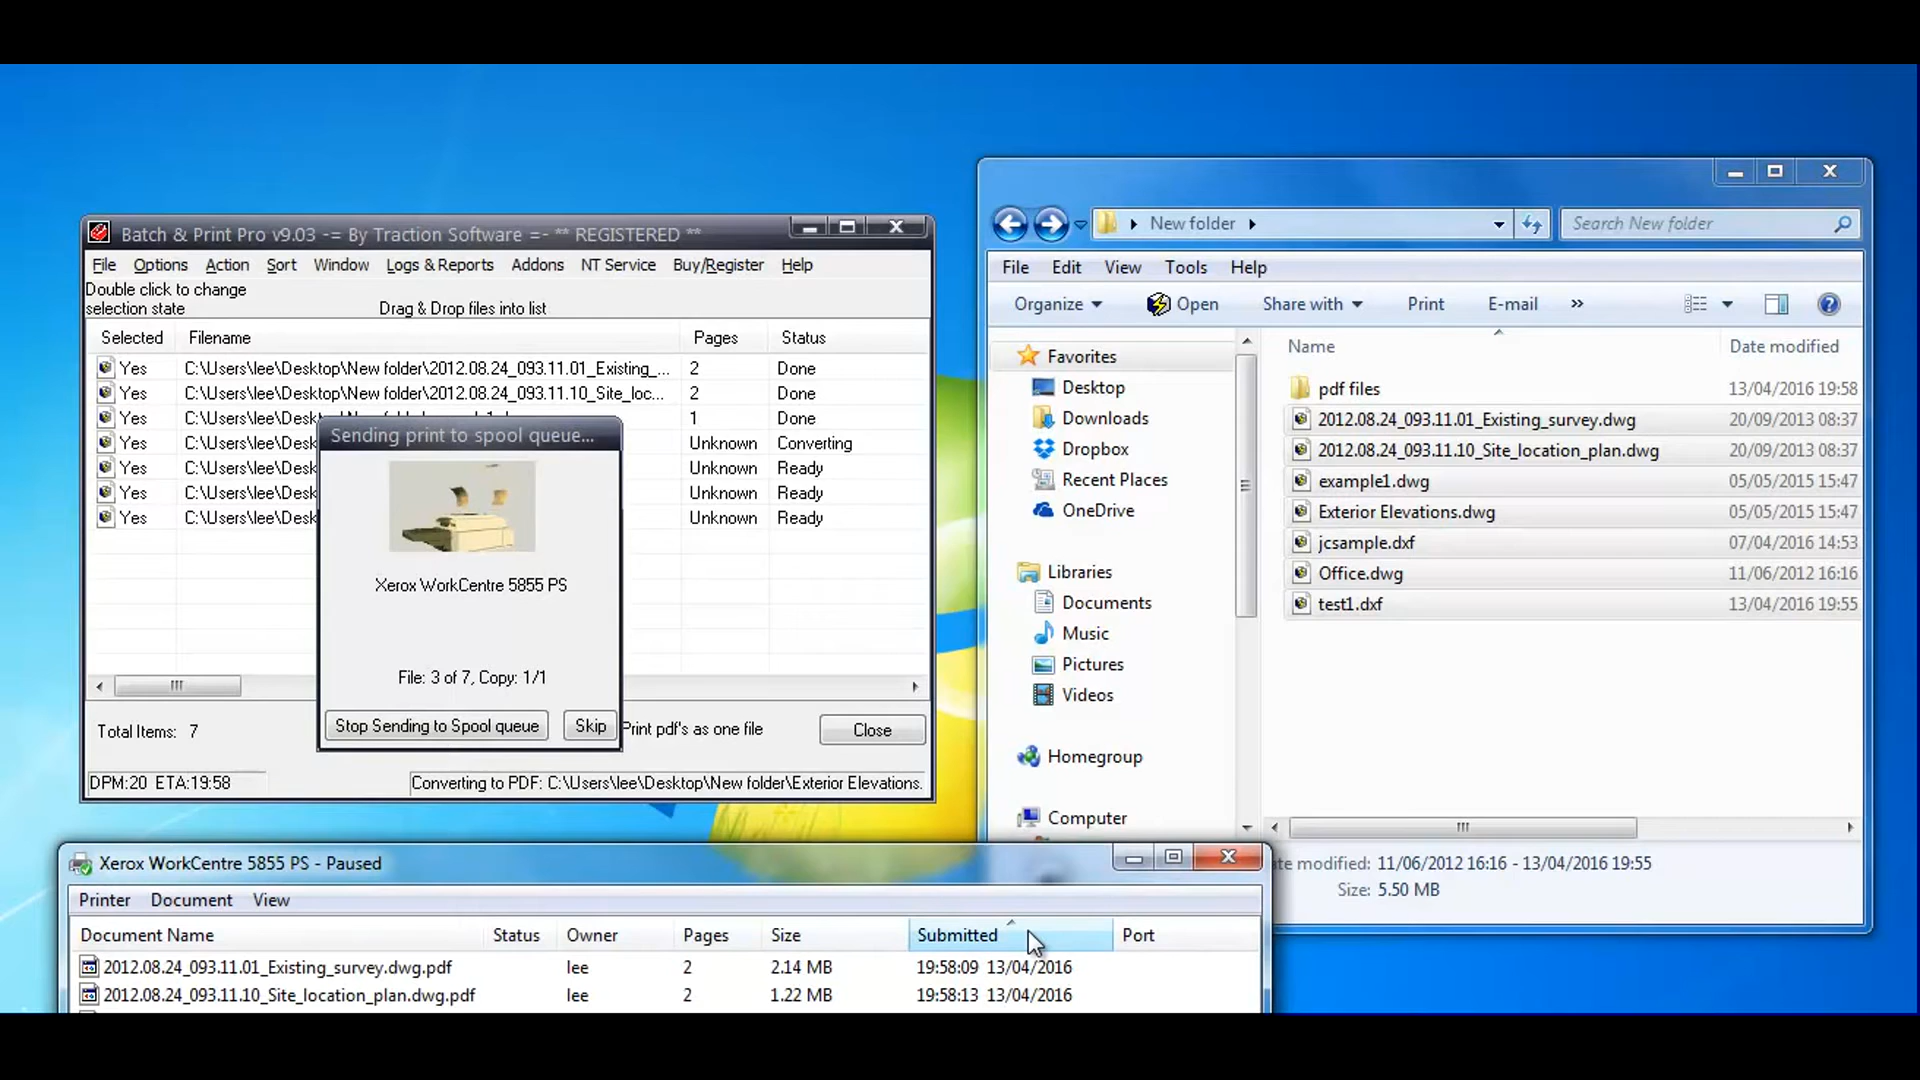 Batch & Print Pro v9.03 -= By Traction Software =- ** REGISTERED **
File Options Action Sort Window Logs & Reports Addons NT Service Buy/Register Help
Double click to change
selection state
Drag & Drop files into list
Selected Filename Pages Status
Yes C:\Users\lee\Desktop\New folder\2012.08.24_093.11.01_Existing_... 2 Done
Yes C:\Users\lee\Desktop\New folder\2012.08.24_093.11.10_Site_loc... 2 Done
Yes C:\Users\lee\Desktop\New folder\ 1 Done
Yes C:\Users\lee\Desk Unknown Converting
Yes C:\Users\lee\Desk Unknown Ready
Yes C:\Users\lee\Desk Unknown Ready
Yes C:\Users\lee\Desk Unknown Ready
Sending print to spool queue...
Xerox WorkCentre 5855 PS
File: 3 of 7, Copy: 1/1
Stop Sending to Spool queue Skip
Total Items: 7
Print pdf's as one file
Close
DPM:20 ETA:19:58
Converting to PDF: C:\Users\lee\Desktop\New folder\Exterior Elevations.
New folder
Search New folder
File Edit View Tools Help
Organize Open Share with Print E-mail »
Favorites
Desktop
Downloads
Dropbox
Recent Places
OneDrive
Libraries
Documents
Music
Pictures
Videos
Homegroup
Computer
Name Date modified
pdf files 13/04/2016 19:58
2012.08.24_093.11.01_Existing_survey.dwg 20/09/2013 08:37
2012.08.24_093.11.10_Site_location_plan.dwg 20/09/2013 08:37
example1.dwg 05/05/2015 15:47
Exterior Elevations.dwg 05/05/2015 15:47
jcsample.dxf 07/04/2016 14:53
Office.dwg 11/06/2012 16:16
test1.dxf 13/04/2016 19:55
ate modified: 11/06/2012 16:16 - 13/04/2016 19:55
Size: 5.50 MB
Xerox WorkCentre 5855 PS - Paused
Printer Document View
Document Name Status Owner Pages Size Submitted Port
2012.08.24_093.11.01_Existing_survey.dwg.pdf lee 2 2.14 MB 19:58:09 13/04/2016
2012.08.24_093.11.10_Site_location_plan.dwg.pdf lee 2 1.22 MB 19:58:13 13/04/2016